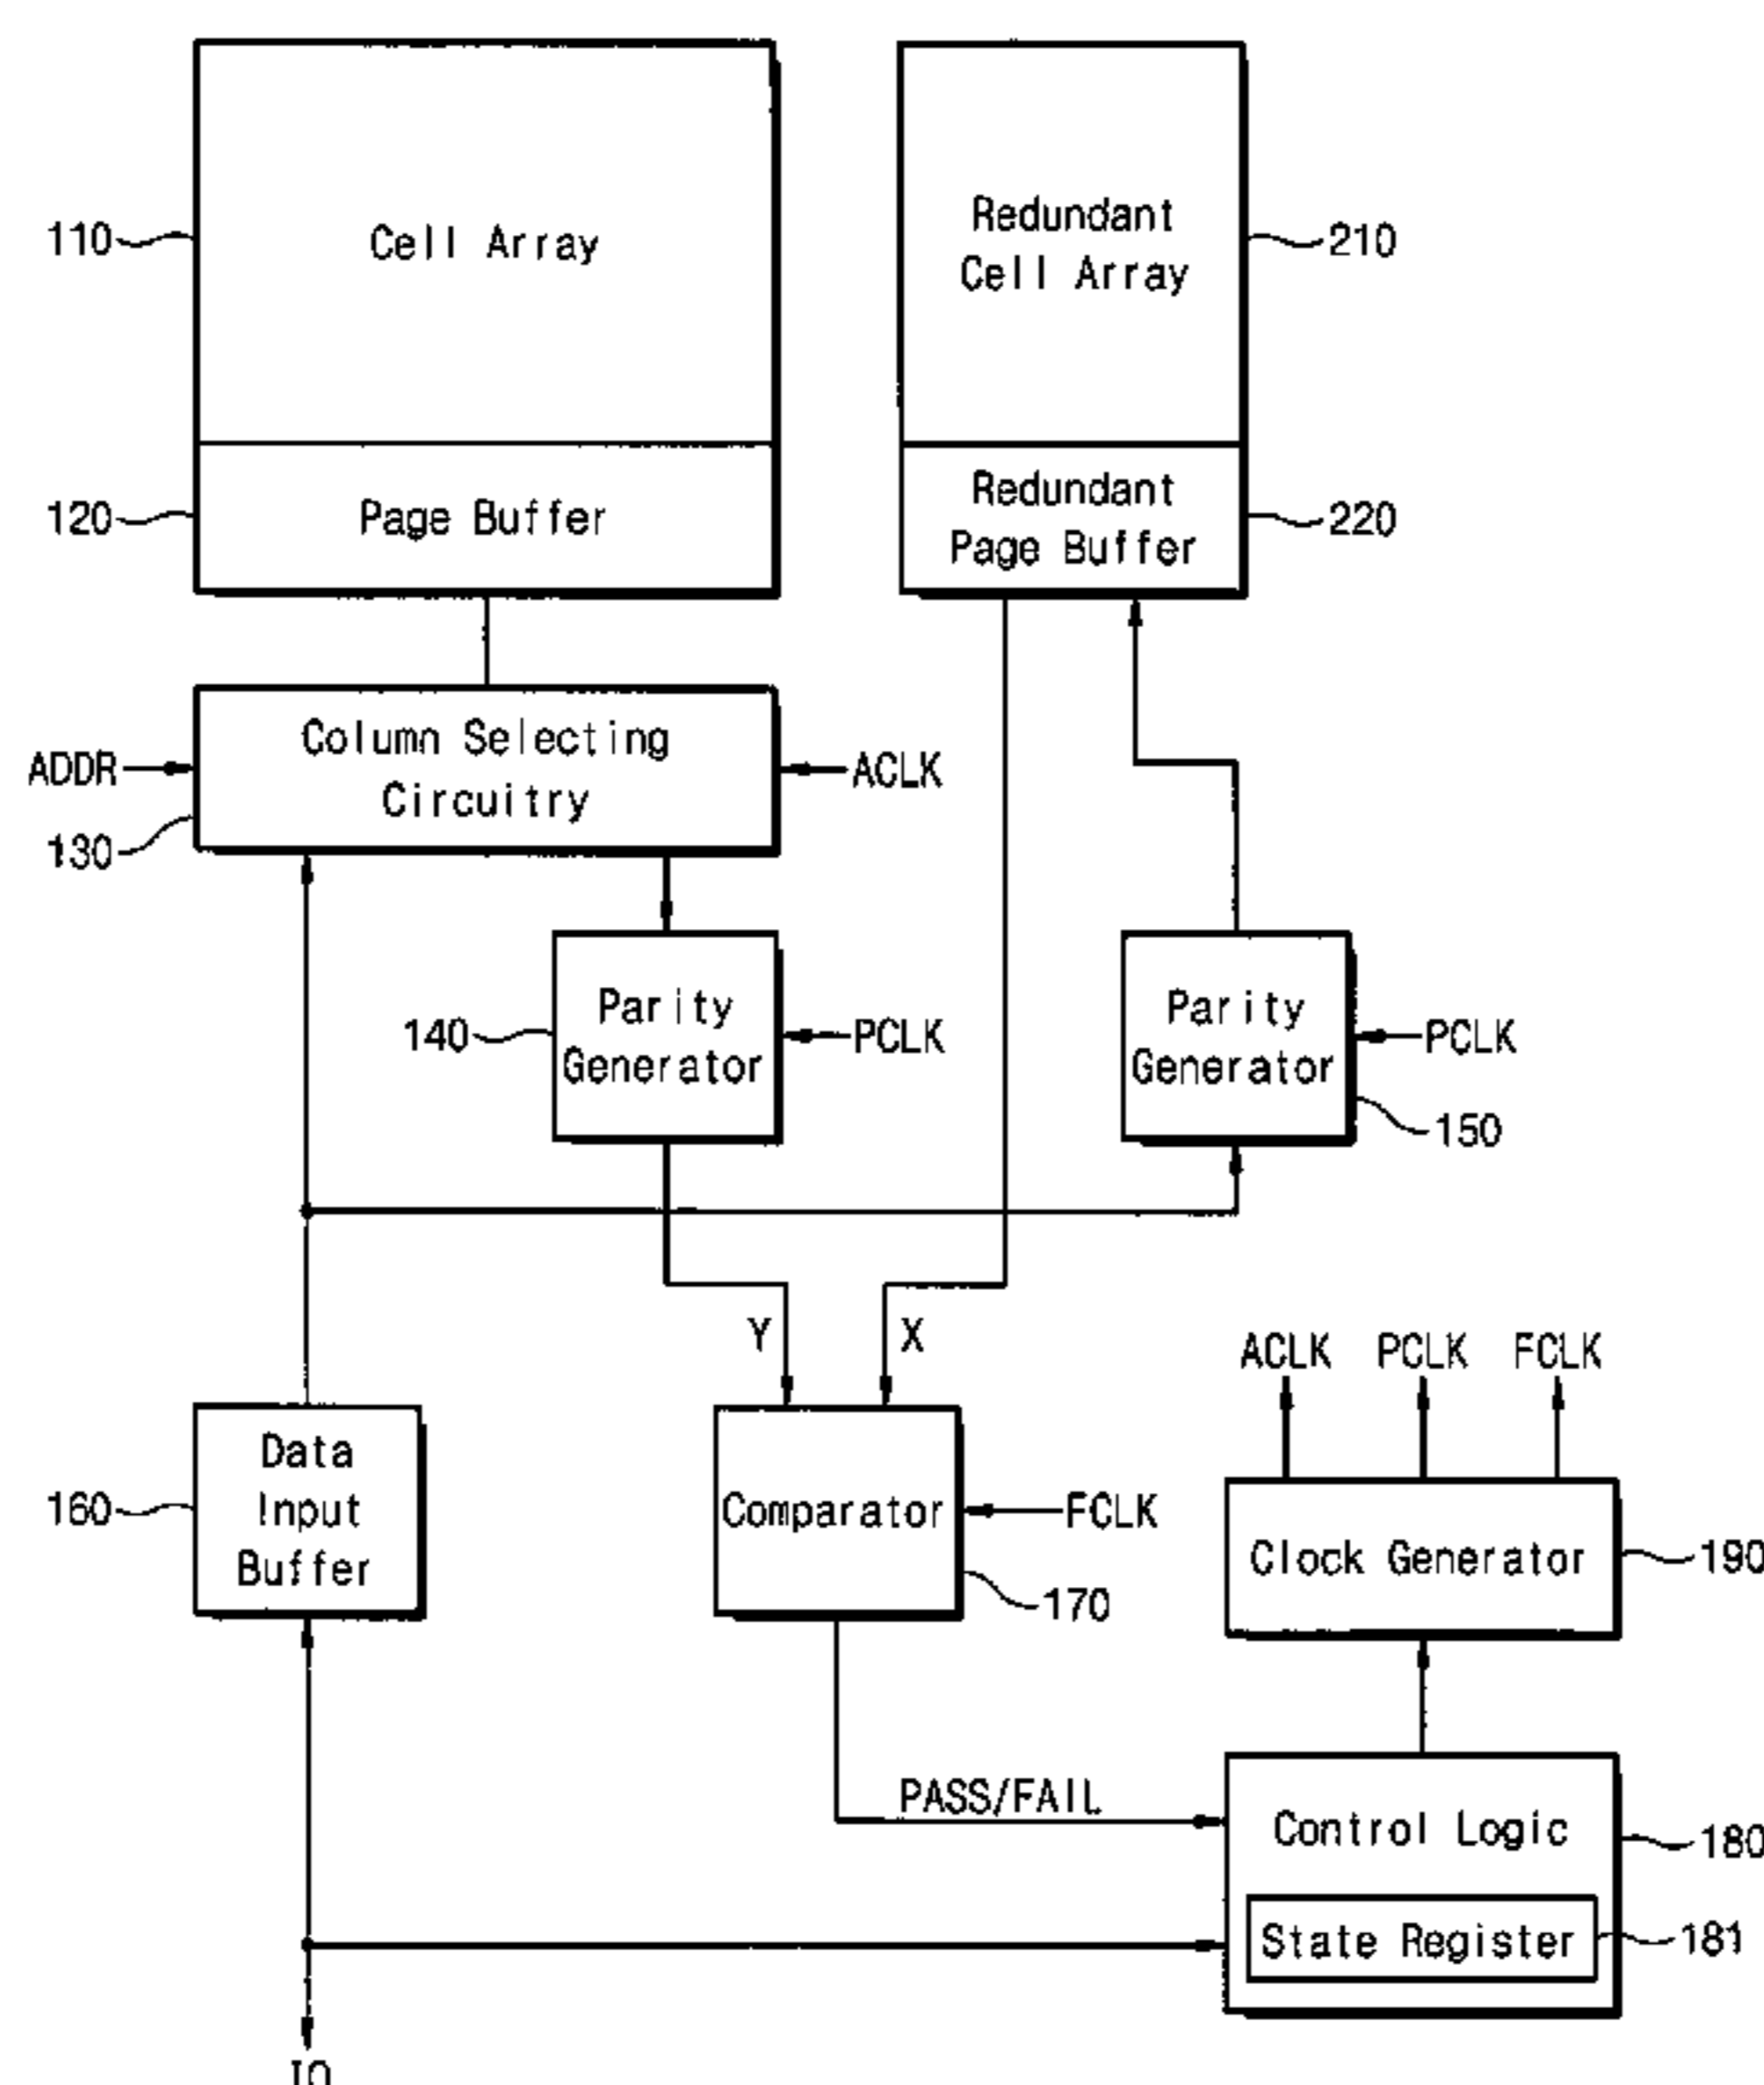 110
Cell Array
Redundant
Cell Array
210
120
Page Buffer
Redundant
Page Buffer
220
ADDR
Column Selecting
Circuitry
ACLK
130
140
Parity
Generator
PCLK
Parity
Generator
PCLK
150
Y
X
ACLK
PCLK
FCLK
160
Data
Input
Buffer
Comparator
FCLK
170
Clock Generator
190
PASS/FAIL
Control Logic
180
State Register
181
IO